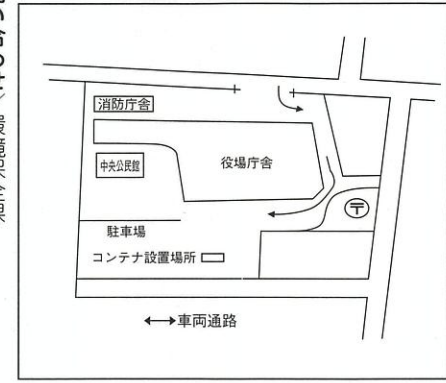 消防庁舎
中央公民館
役場庁舎
〒
駐車場
コンテナ設置場所
車両通路